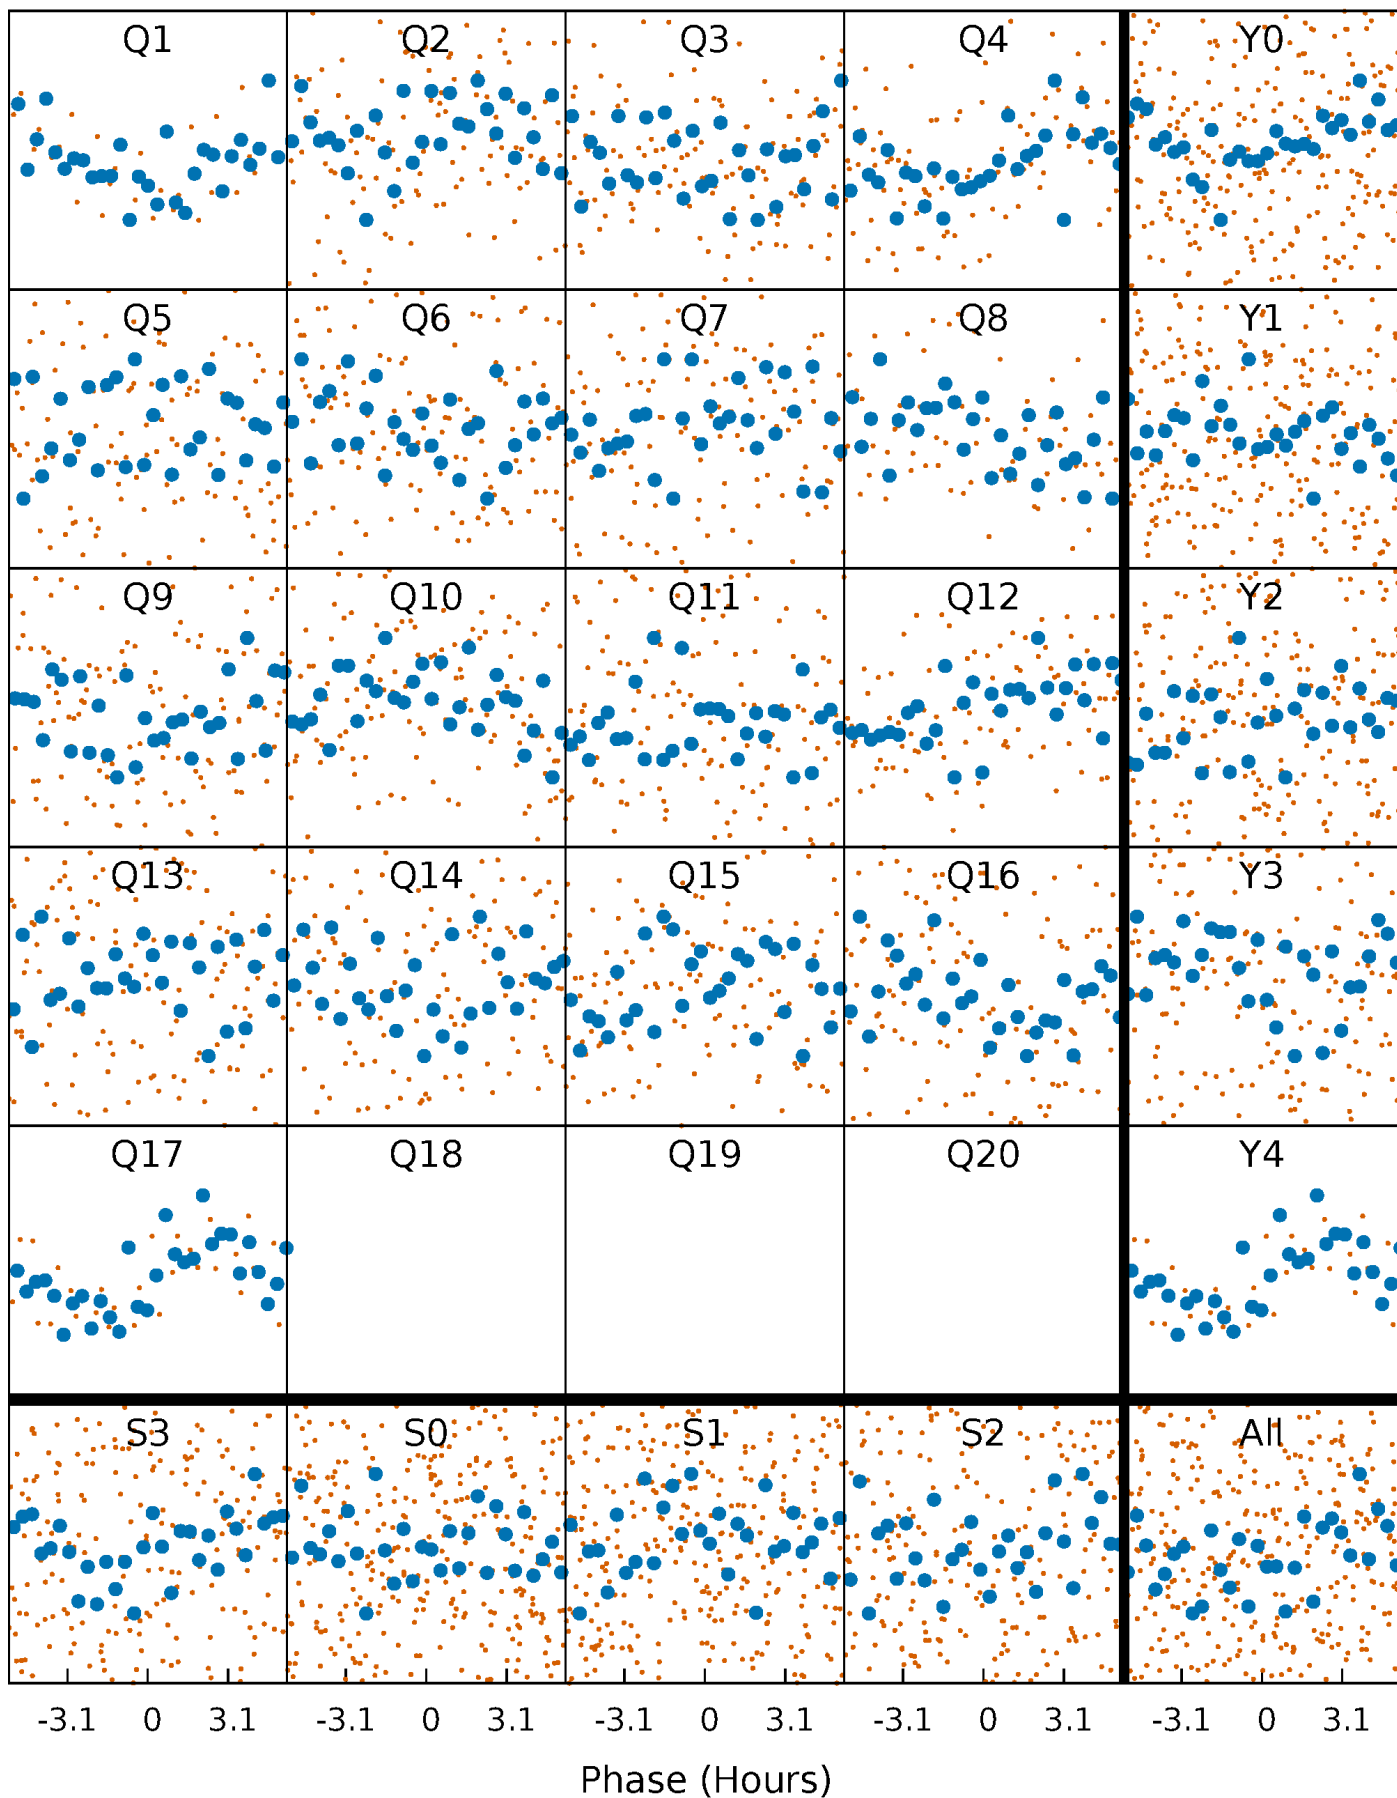 Q1 Q2 Q3 Q4 Y0
Q5 Q6 Q7 Q8 Y1
Q9 Q10 Q11 Q12 Y2
Q13 Q14 Q15 Q16 Y3
Q17 Q18 Q19 Q20 Y4
S3 S0 S1 S2 All
-3.1 0 3.1 -3.1 0 3.1 -3.1 0 3.1 -3.1 0 3.1 -3.1 0 3.1
Phase (Hours)